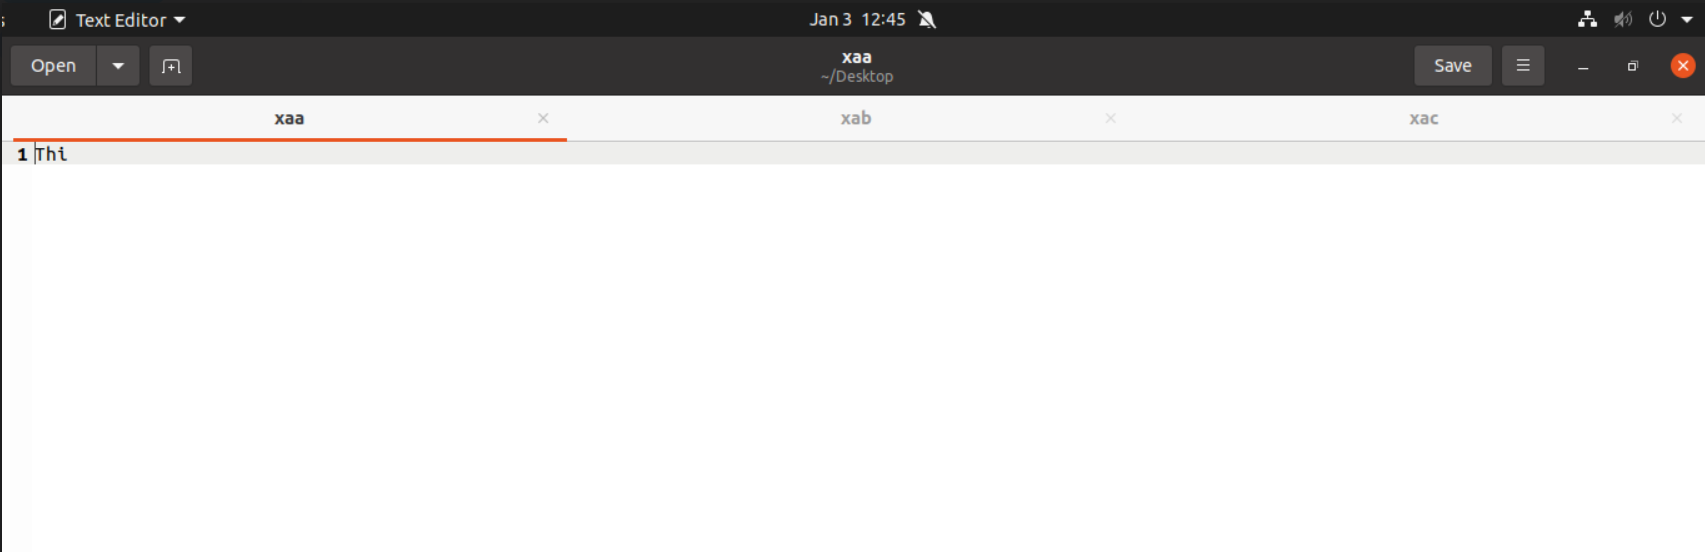 Text Editor
Jan 3 12:45
Open
xaa
~/Desktop
Save
xaa
xab
xac
1 Thi